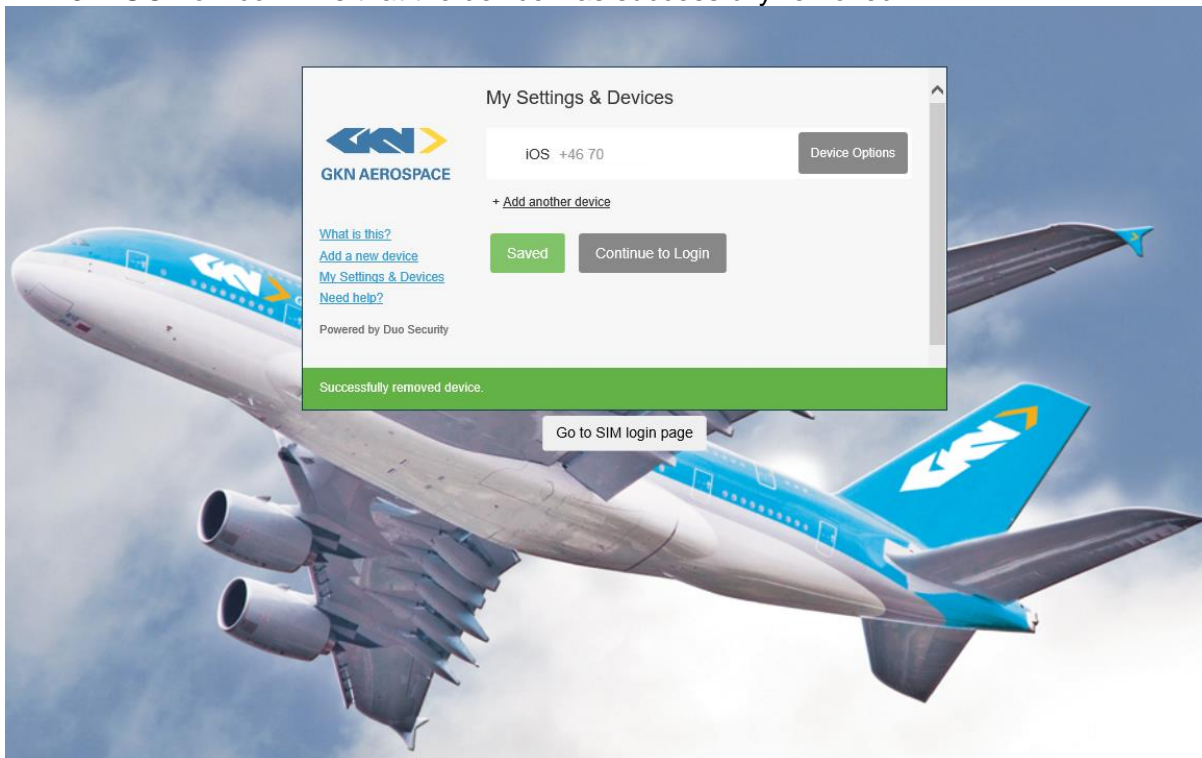 My Settings & Devices
GKN AEROSPACE
iOS +46 70
Device Options
+ Add another device
What is this?
Add a new device
My Settings & Devices
Need help?
Saved
Continue to Login
Powered by Duo Security
Successfully removed device.
Go to SIM login page